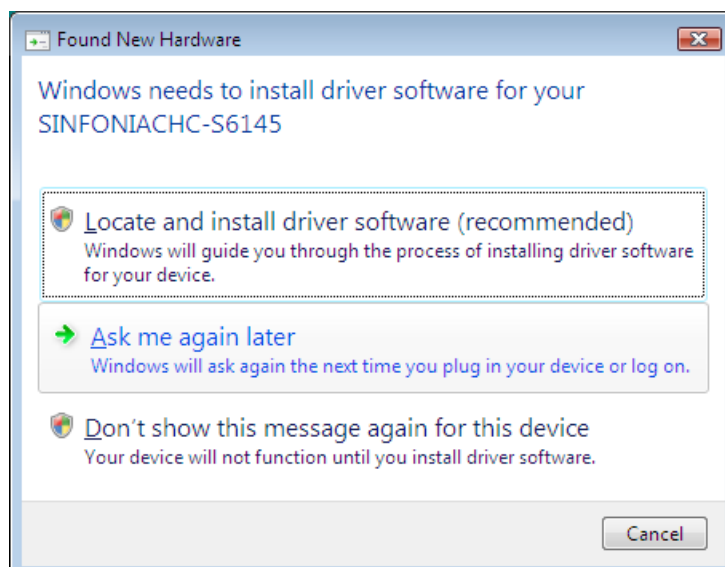 Found New Hardware
Windows needs to install driver software for your
SINFONIACHC-S6145
Locate and install driver software (recommended)
Windows will guide you through the process of installing driver software
for your device.
Ask me again later
Windows will ask again the next time you plug in your device or log on.
Don't show this message again for this device
Your device will not function until you install driver software.
Cancel